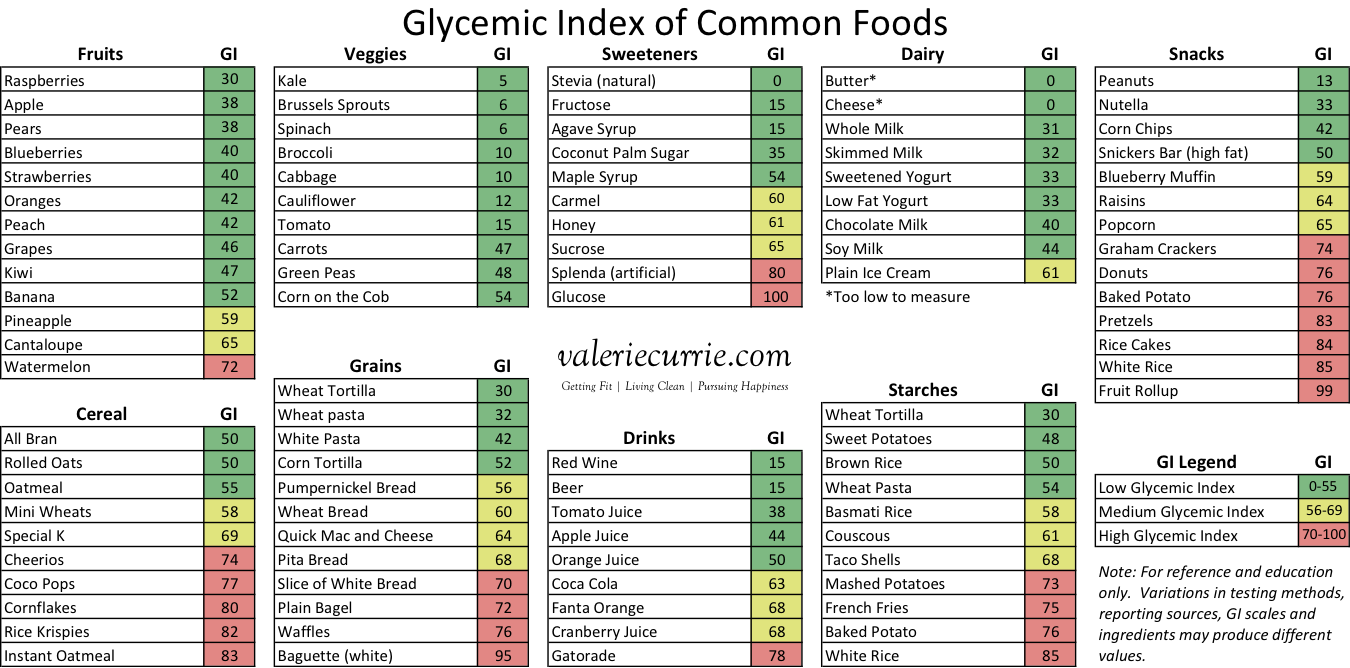 Glycemic Index of Common Foods
Fruits GI
Raspberries 30
Apple 38
Pears 38
Blueberries 40
Strawberries 40
Oranges 42
Peach 42
Grapes 46
Kiwi 47
Banana 52
Pineapple 59
Cantaloupe 65
Watermelon 72
Cereal GI
All Bran 50
Rolled Oats 50
Oatmeal 55
Mini Wheats 58
Special K 69
Cheerios 74
Coco Pops 77
Cornflakes 80
Rice Krispies 82
Instant Oatmeal 83
Veggies GI
Kale 5
Brussels Sprouts 6
Spinach 6
Broccoli 10
Cabbage 10
Cauliflower 12
Tomato 15
Carrots 47
Green Peas 48
Corn on the Cob 54
Grains GI
Wheat Tortilla 30
Wheat pasta 32
White Pasta 42
Corn Tortilla 52
Pumpernickel Bread 56
Wheat Bread 60
Quick Mac and Cheese 64
Pita Bread 68
Slice of White Bread 70
Plain Bagel 72
Waffles 76
Baguette (white) 95
Sweeteners GI
Stevia (natural) 0
Fructose 15
Agave Syrup 15
Coconut Palm Sugar 35
Maple Syrup 54
Carmel 60
Honey 61
Sucrose 65
Splenda (artificial) 80
Glucose 100
valeriecurrie.com
Getting Fit | Living Clean | Pursuing Happiness
Drinks GI
Red Wine 15
Beer 15
Tomato Juice 38
Apple Juice 44
Orange Juice 50
Coca Cola 63
Fanta Orange 68
Cranberry Juice 68
Gatorade 78
Dairy GI
Butter* 0
Cheese* 0
Whole Milk 31
Skimmed Milk 32
Sweetened Yogurt 33
Low Fat Yogurt 33
Chocolate Milk 40
Soy Milk 44
Plain Ice Cream 61
*Too low to measure
Starches GI
Wheat Tortilla 30
Sweet Potatoes 48
Brown Rice 50
Wheat Pasta 54
Basmati Rice 58
Couscous 61
Taco Shells 68
Mashed Potatoes 73
French Fries 75
Baked Potato 76
White Rice 85
Snacks GI
Peanuts 13
Nutella 33
Corn Chips 42
Snickers Bar (high fat) 50
Blueberry Muffin 59
Raisins 64
Popcorn 65
Graham Crackers 74
Donuts 76
Baked Potato 76
Pretzels 83
Rice Cakes 84
White Rice 85
Fruit Rollup 99
GI Legend GI
Low Glycemic Index 0-55
Medium Glycemic Index 56-69
High Glycemic Index 70-100
Note: For reference and education
only. Variations in testing methods,
reporting sources, GI scales and
ingredients may produce different
values.